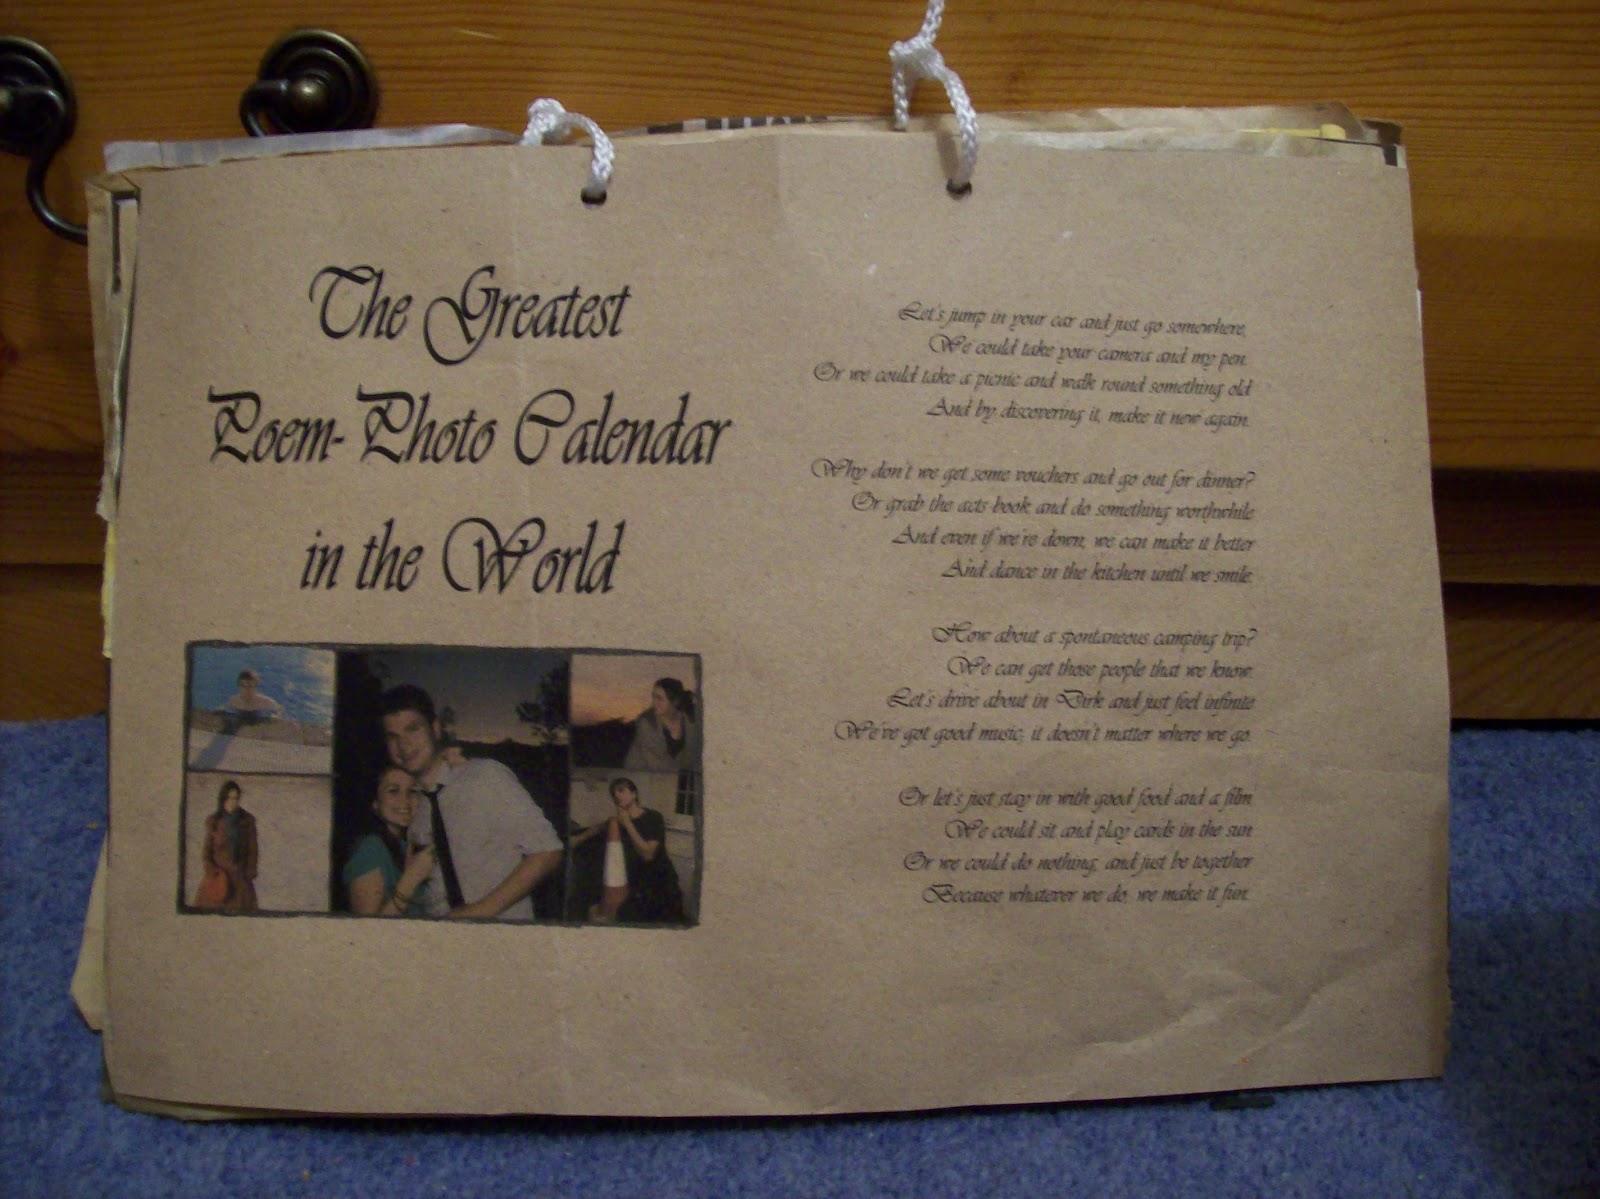 The Greatest
Poem-Photo Calendar
in the World
Let's jump in your car and just go somewhere,
We could take your camera and my pen.
Or we could take a picnic and walk round something old
And by discovering it, make it new again.
Why don't we get some vouchers and go out for dinner?
Or grab the acts-book and do something worthwhile
And even if we're down, we can make it better
And dance in the kitchen until we smile.
How about a spontaneous camping trip?
We can get those people that we know.
Let's drive about in Dirk and just feel infinite
We've got good music; it doesn't matter where we go.
Or let's just stay in with good food and a film
We could sit and play cards in the sun
Or we could do nothing, and just be together
Because whatever we do, we make it fun.